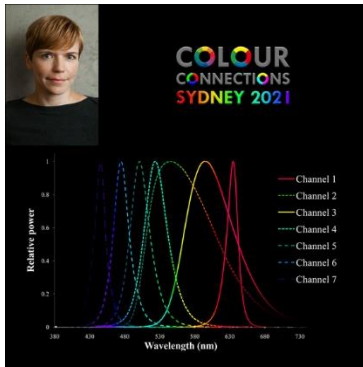 COLOUR
CONNECTIONS
SYDNEY 2021
1
0.8
0.6
0.4
0.2
0
Relative power
Channel 1
Channel 2
Channel 3
Channel 4
Channel 5
Channel 6
Channel 7
380
430
480
530
580
630
680
730
Wavelength (nm)